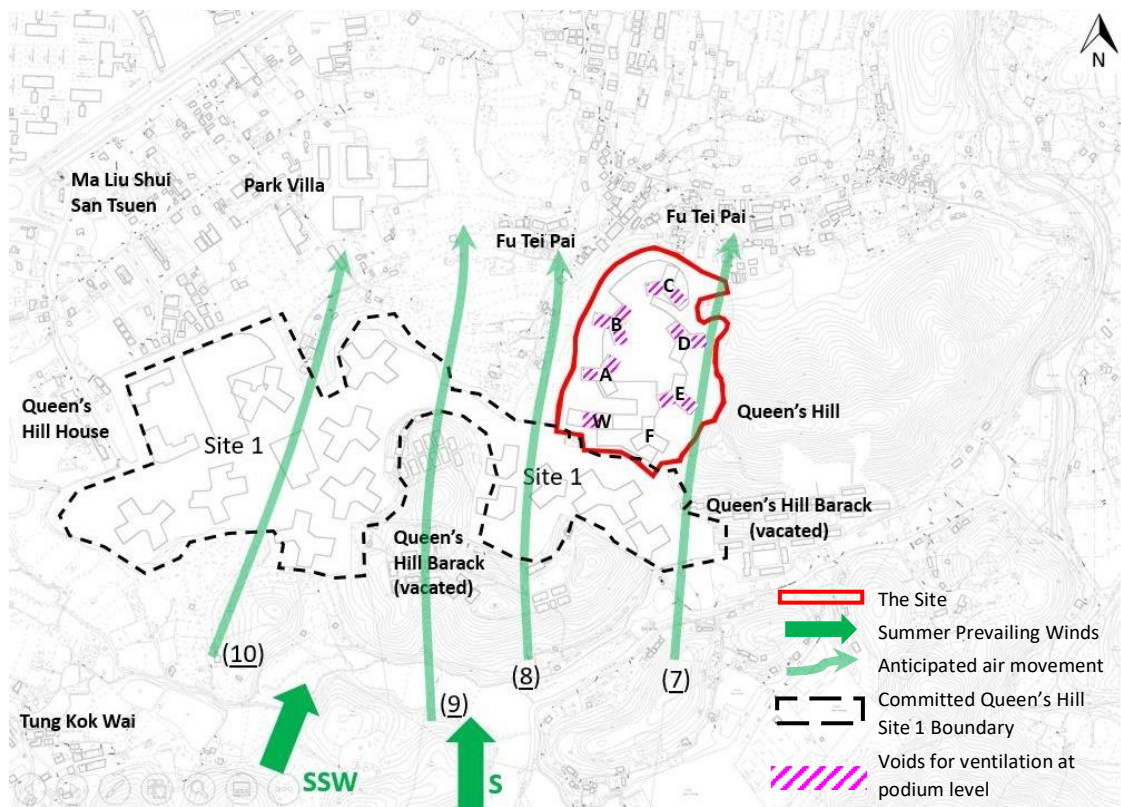 N
Ma Liu Shui
San Tsuen
Park Villa
Fu Tei Pai
Fu Tei Pai
C
B
D
A
E
W
F
Queen's
Hill House
Site 1
Site 1
Queen's Hill
Queen's Hill Barack
(vacated)
Queen's
Hill Barack
(vacated)
(10)
(9)
(8)
(7)
Tung Kok Wai
SSW
S
The Site
Summer Prevailing Winds
Anticipated air movement
Committed Queen's Hill
Site 1 Boundary
Voids for ventilation at
podium level